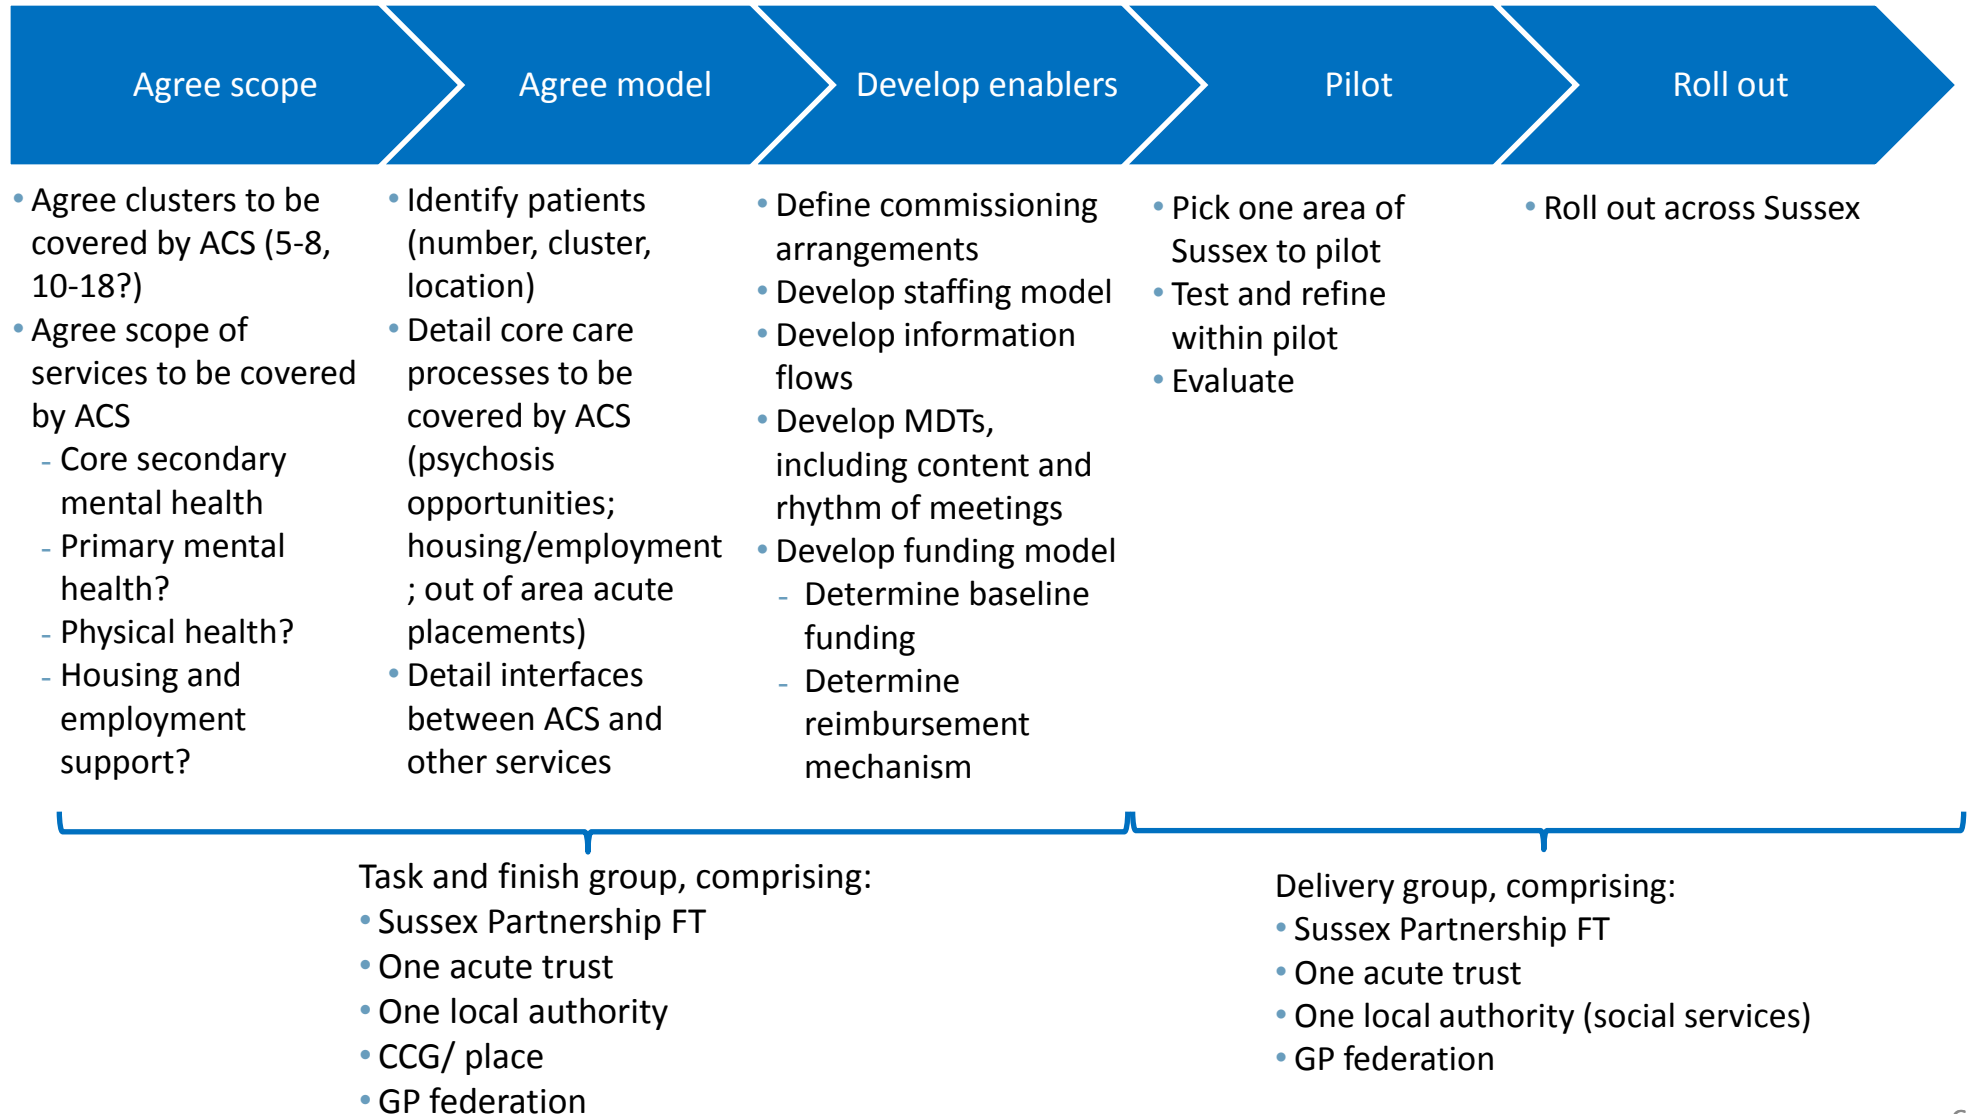 Agree scope
Agree model
Develop enablers
Pilot
Roll out
• Agree clusters to be
covered by ACS (5-8,
10-18?)
• Agree scope of
services to be covered
by ACS
- Core secondary
mental health
- Primary mental
health?
- Physical health?
- Housing and
employment
support?
• Identify patients
(number, cluster,
location)
• Detail core care
processes to be
covered by ACS
(psychosis
opportunities;
housing/employment
; out of area acute
placements)
• Detail interfaces
between ACS and
other services
• Define commissioning
arrangements
• Develop staffing model
• Develop information
flows
• Develop MDTs,
including content and
rhythm of meetings
• Develop funding model
- Determine baseline
funding
- Determine
reimbursement
mechanism
• Pick one area of
Sussex to pilot
• Test and refine
within pilot
• Evaluate
• Roll out across Sussex
Task and finish group, comprising:
• Sussex Partnership FT
• One acute trust
• One local authority
• CCG/ place
• GP federation
Delivery group, comprising:
• Sussex Partnership FT
• One acute trust
• One local authority (social services)
• GP federation